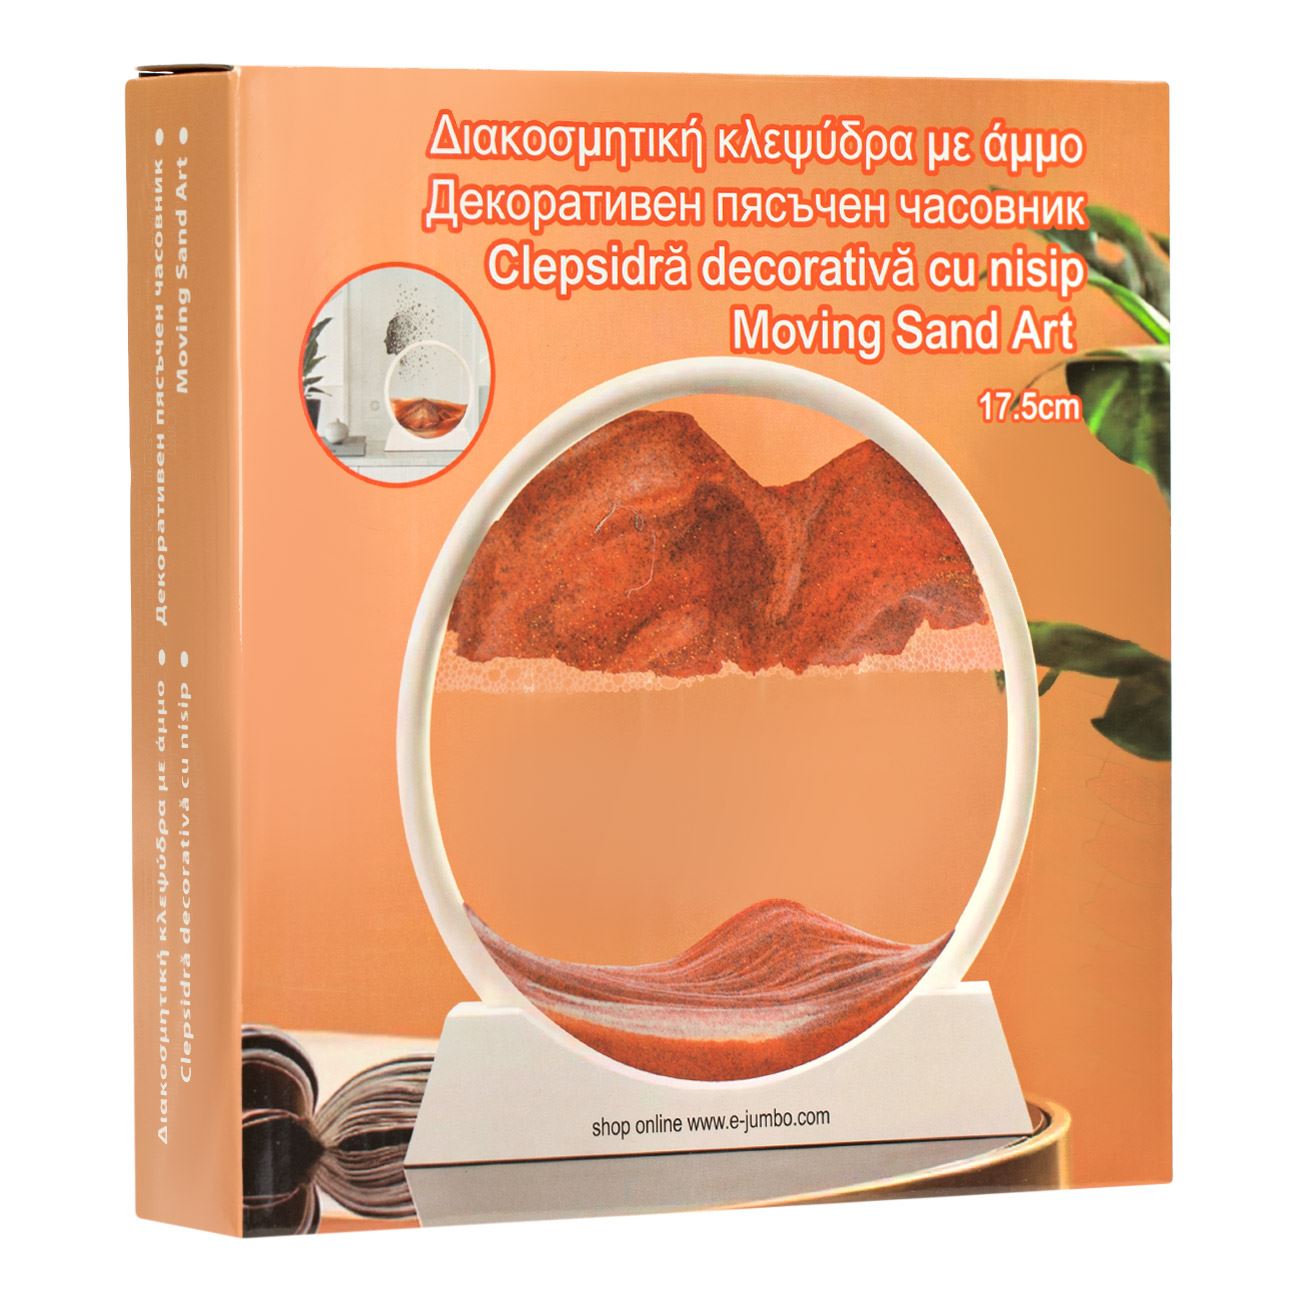 Διακοσμητική κλεψύδρα με άμμο
Декоративен пясъчен часовник
Clepsidră decorativă cu nisip
Moving Sand Art
17.5cm
shop online www.e-jumbo.com
Διακοσμητική κλεψύδρα με άμμο • Декоративен пясъчен часовник •
Clepsidră decorativă cu nisip • Moving Sand Art •